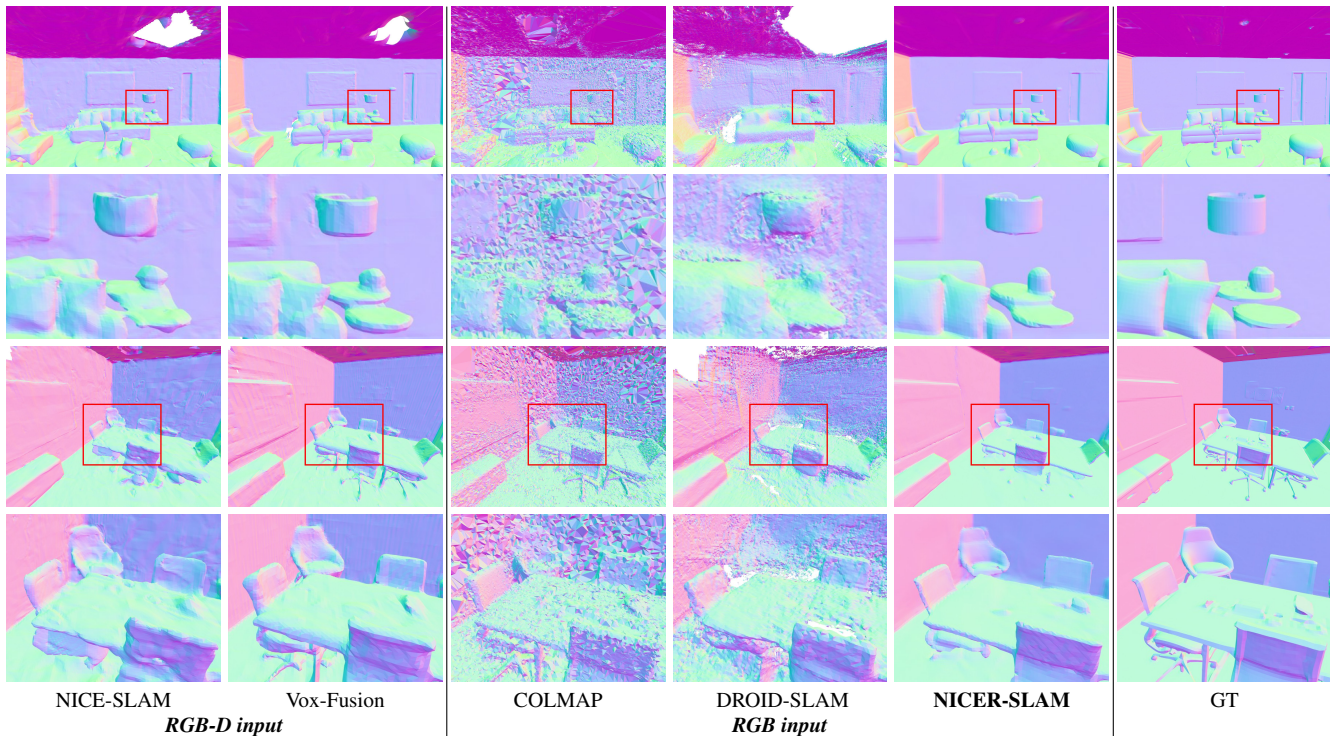 NICE-SLAM Vox-Fusion COLMAP DROID-SLAM NICER-SLAM GT
RGB-D input RGB input